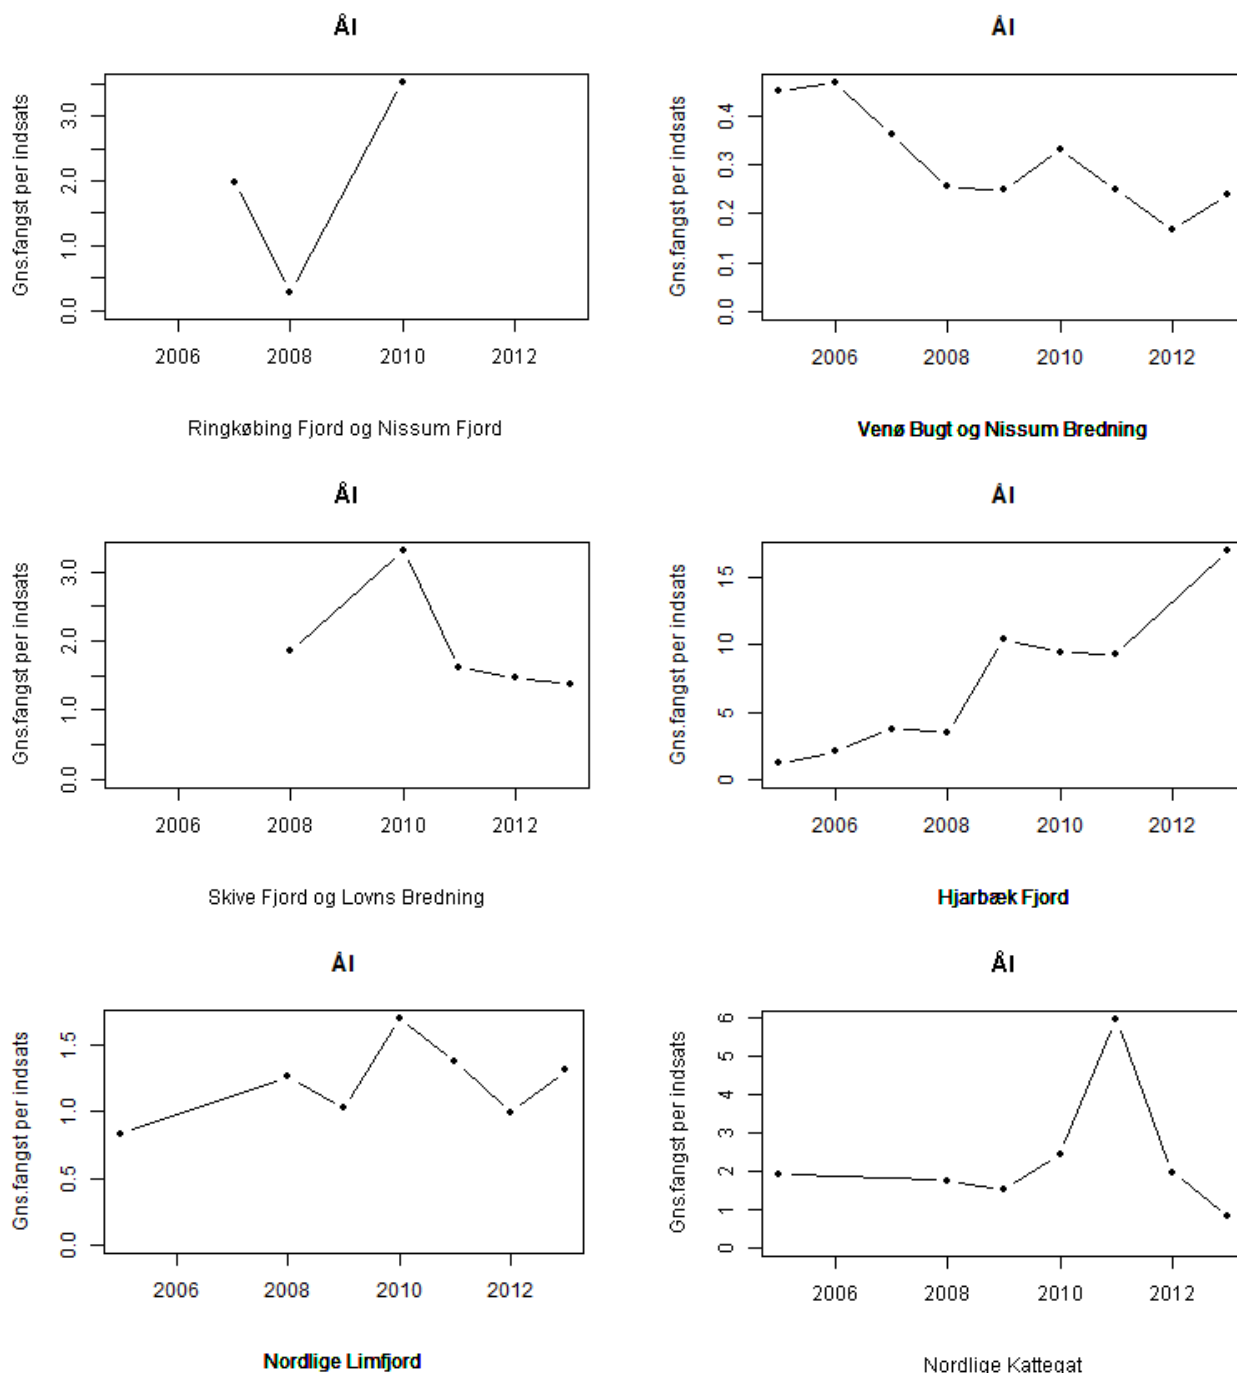 Ål
Gns.fangst per indsats
0.0 1.0 2.0 3.0
2006 2008 2010 2012
Ringkøbing Fjord og Nissum Fjord
Ål
Gns.fangst per indsats
0.0 0.1 0.2 0.3 0.4
2006 2008 2010 2012
Venø Bugt og Nissum Bredning
Ål
Gns.fangst per indsats
0.0 1.0 2.0 3.0
2006 2008 2010 2012
Skive Fjord og Lovns Bredning
Ål
Gns.fangst per indsats
0 5 10 15
2006 2008 2010 2012
Hjarbæk Fjord
Ål
Gns.fangst per indsats
0.0 0.5 1.0 1.5
2006 2008 2010 2012
Nordlige Limfjord
Ål
Gns.fangst per indsats
0 1 2 3 4 5 6
2006 2008 2010 2012
Nordlige Kattegat